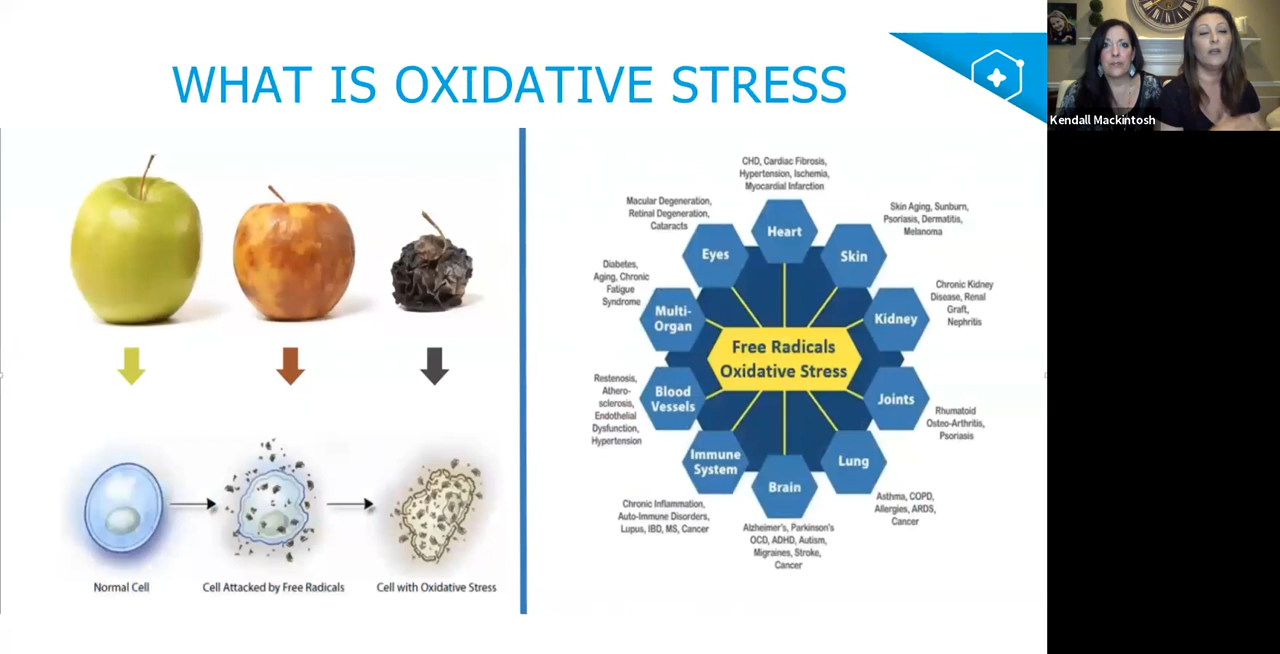 WHAT IS OXIDATIVE STRESS
Kendall Mackintosh
Normal Cell
Cell Attacked by Free Radicals
Cell with Oxidative Stress
Free Radicals
Oxidative Stress
Heart
CHD, Cardiac Fibrosis,
Hypertension, Ischemia,
Myocardial Infarction
Skin
Skin Aging, Sunburn,
Psoriasis, Dermatitis,
Melanoma
Kidney
Chronic Kidney
Disease, Renal
Graft,
Nephritis
Joints
Rhumatoid
Osteo-Arthritis,
Psoriasis
Lung
Asthma, COPD,
Allergies, ARDS,
Cancer
Brain
Alzheimer's, Parkinson's
OCD, ADHD, Autism,
Migraines, Stroke,
Cancer
Immune
System
Chronic Inflammation,
Auto-Immune Disorders,
Lupus, IBD, MS, Cancer
Blood
Vessels
Restenosis,
Athero-
sclerosis,
Endothelial
Dysfunction,
Hypertension
Multi-
Organ
Diabetes,
Aging, Chronic
Fatigue
Syndrome
Eyes
Macular Degeneration,
Retinal Degeneration,
Cataracts